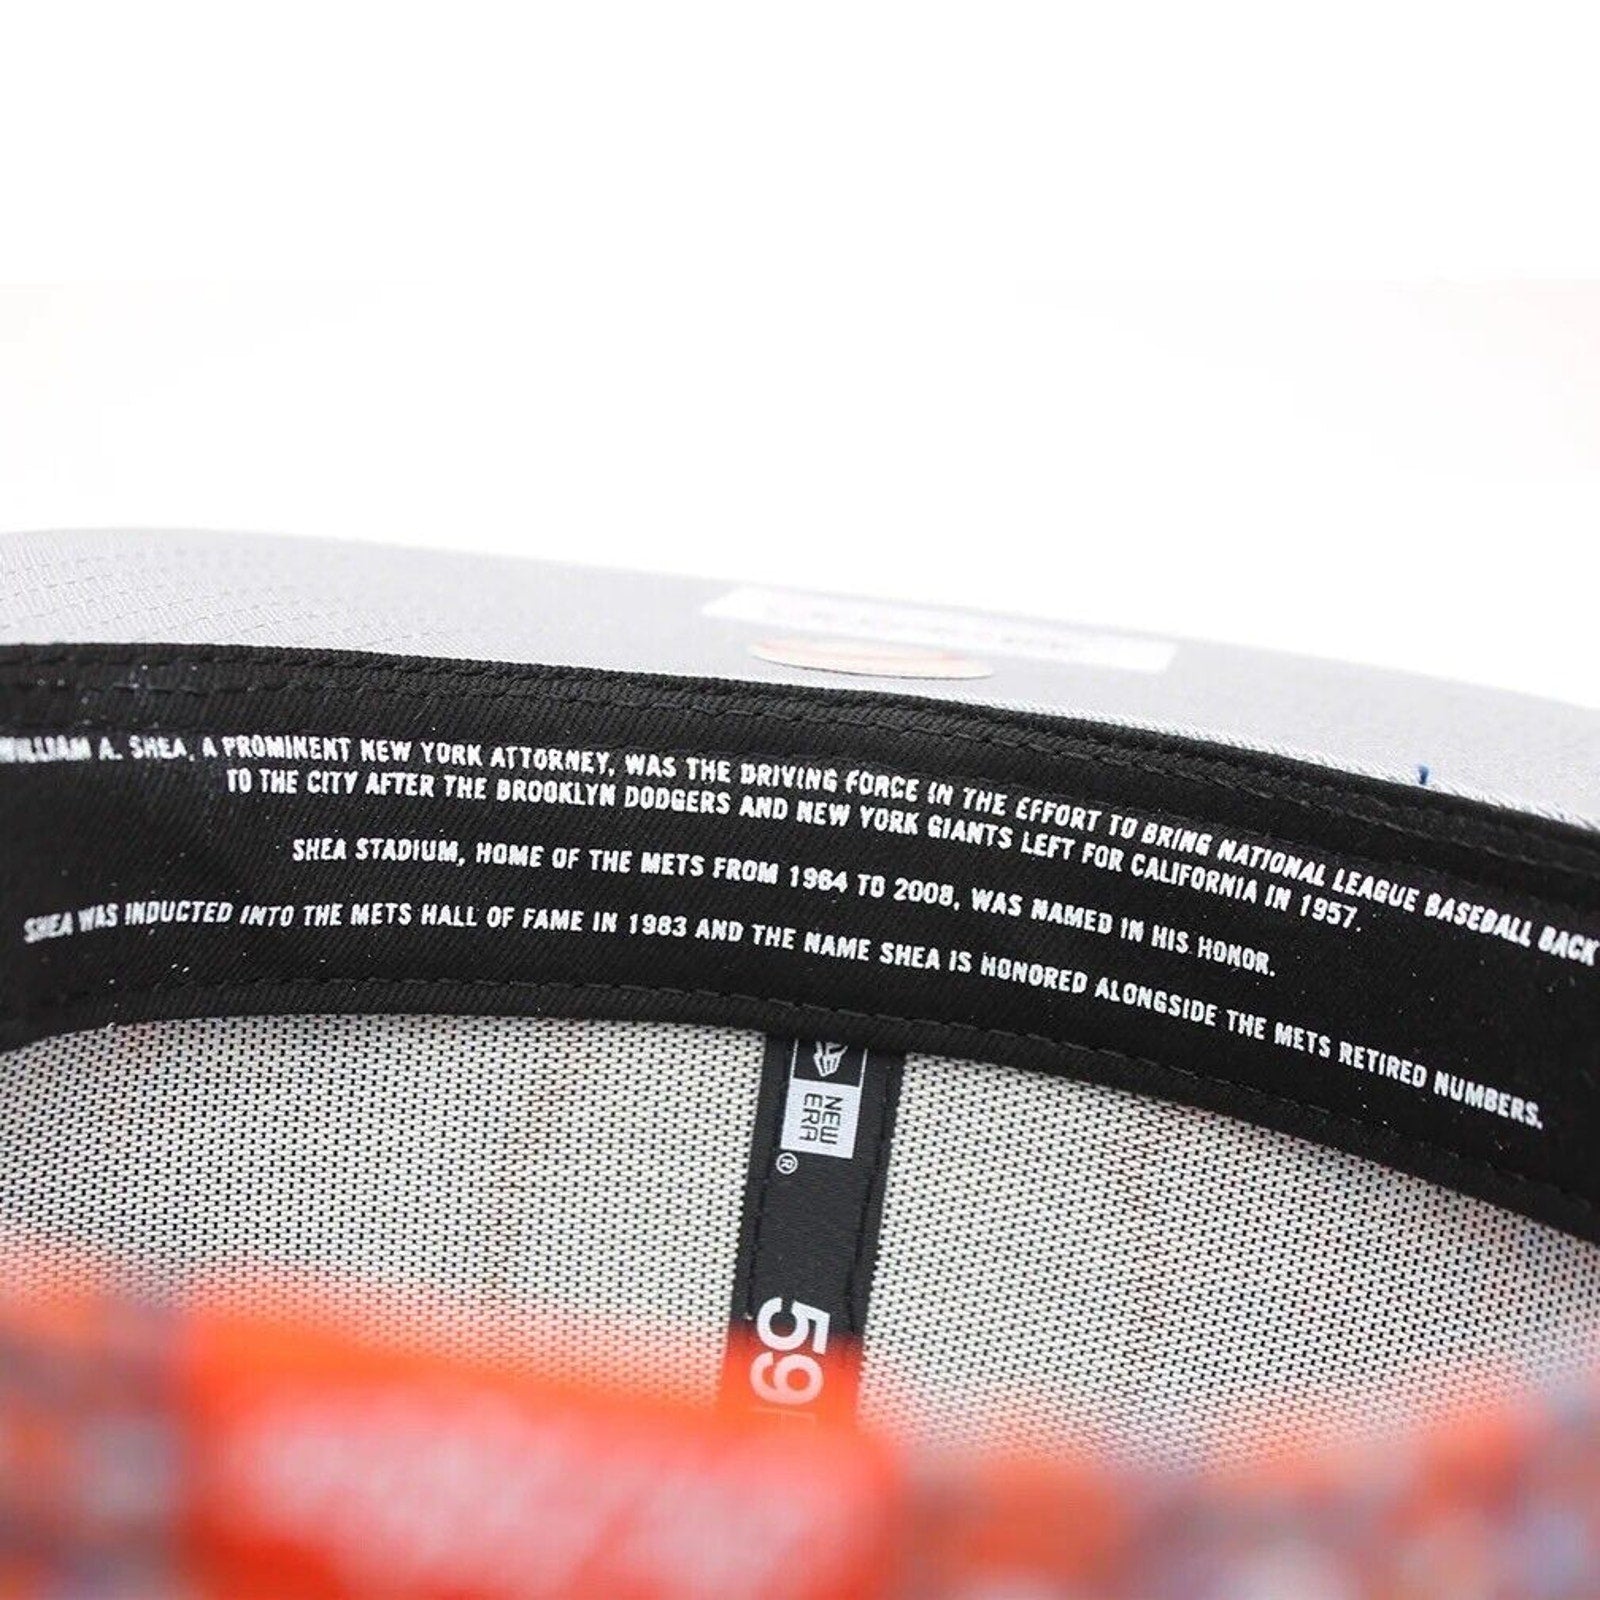 WILLIAM A. SHEA, A PROMINENT NEW YORK ATTORNEY, WAS THE DRIVING FORCE IN THE EFFORT TO BRING NATIONAL LEAGUE BASEBALL BACK
TO THE CITY AFTER THE BROOKLYN DODGERS AND NEW YORK GIANTS LEFT FOR CALIFORNIA IN 1957.
SHEA STADIUM, HOME OF THE METS FROM 1964 TO 2008, WAS NAMED IN HIS HONOR.
SHEA WAS INDUCTED INTO THE METS HALL OF FAME IN 1983 AND THE NAME SHEA IS HONORED ALONGSIDE THE METS RETIRED NUMBERS.
NEW
ERA
®
59